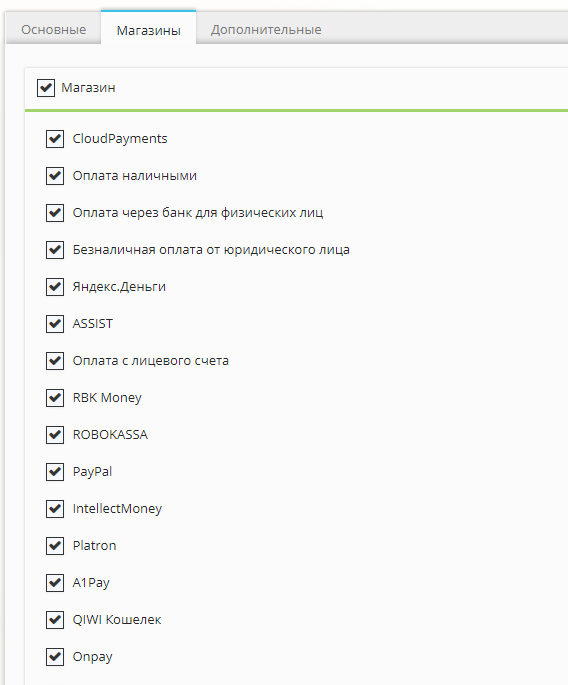 Основные Магазины Дополнительные
Магазин
CloudPayments
Оплата наличными
Оплата через банк для физических лиц
Безналичная оплата от юридического лица
Яндекс.Деньги
ASSIST
Оплата с лицевого счета
RBK Money
ROBOKASSA
PayPal
IntellectMoney
Platron
A1Pay
QIWI Кошелек
Onpay